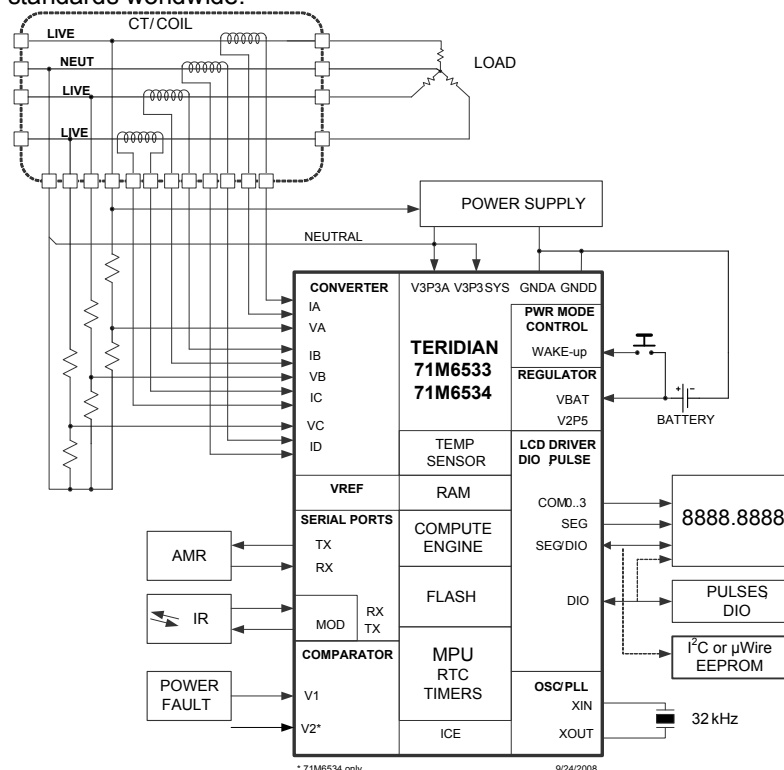 standards worldwide.
CT/COIL
LIVE
NEUT
LIVE
LIVE
LOAD
POWER SUPPLY
NEUTRAL
CONVERTER
IA
VA
IB
VB
IC
VC
ID
V3P3A V3P3SYS GNDA GNDD
TERIDIAN
71M6533
71M6534
PWR MODE
CONTROL
WAKE-up
REGULATOR
VBAT
V2P5
+ -
BATTERY
TEMP
SENSOR
LCD DRIVER
DIO, PULSE
VREF
RAM
COM0..3
SEG
SEG/DIO
DIO
8888.8888
SERIAL PORTS
TX
RX
COMPUTE
ENGINE
AMR
FLASH
IR
MOD
RX
TX
PULSES,
DIO
I²C or µWire
EEPROM
COMPARATOR
V1
V2*
MPU
RTC
TIMERS
POWER
FAULT
OSC/PLL
XIN
XOUT
32 kHz
ICE
* 71M6534 only
9/24/2008